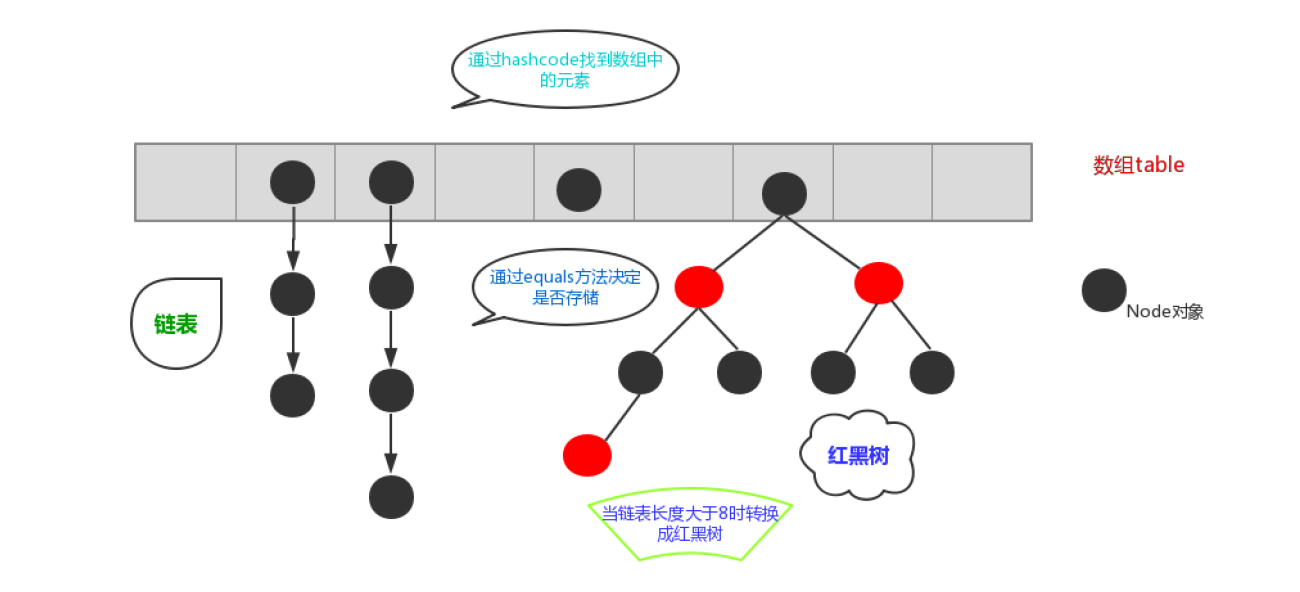 通过hashcode找到数组中
的元素
数组table
通过equals方法决定
是否存储
链表
Node对象
红黑树
当链表长度大于8时转换
成红黑树